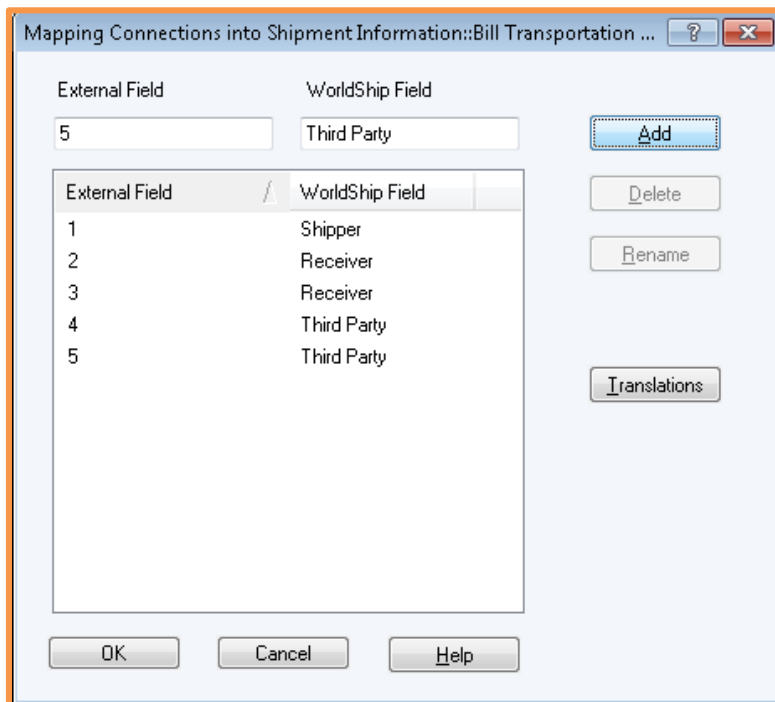 Mapping Connections into Shipment Information::Bill Transportation ... ?
External Field WorldShip Field
5 Third Party Add
External Field WorldShip Field Delete
1 Shipper
2 Receiver Rename
3 Receiver
4 Third Party
5 Third Party
Translations
OK Cancel Help